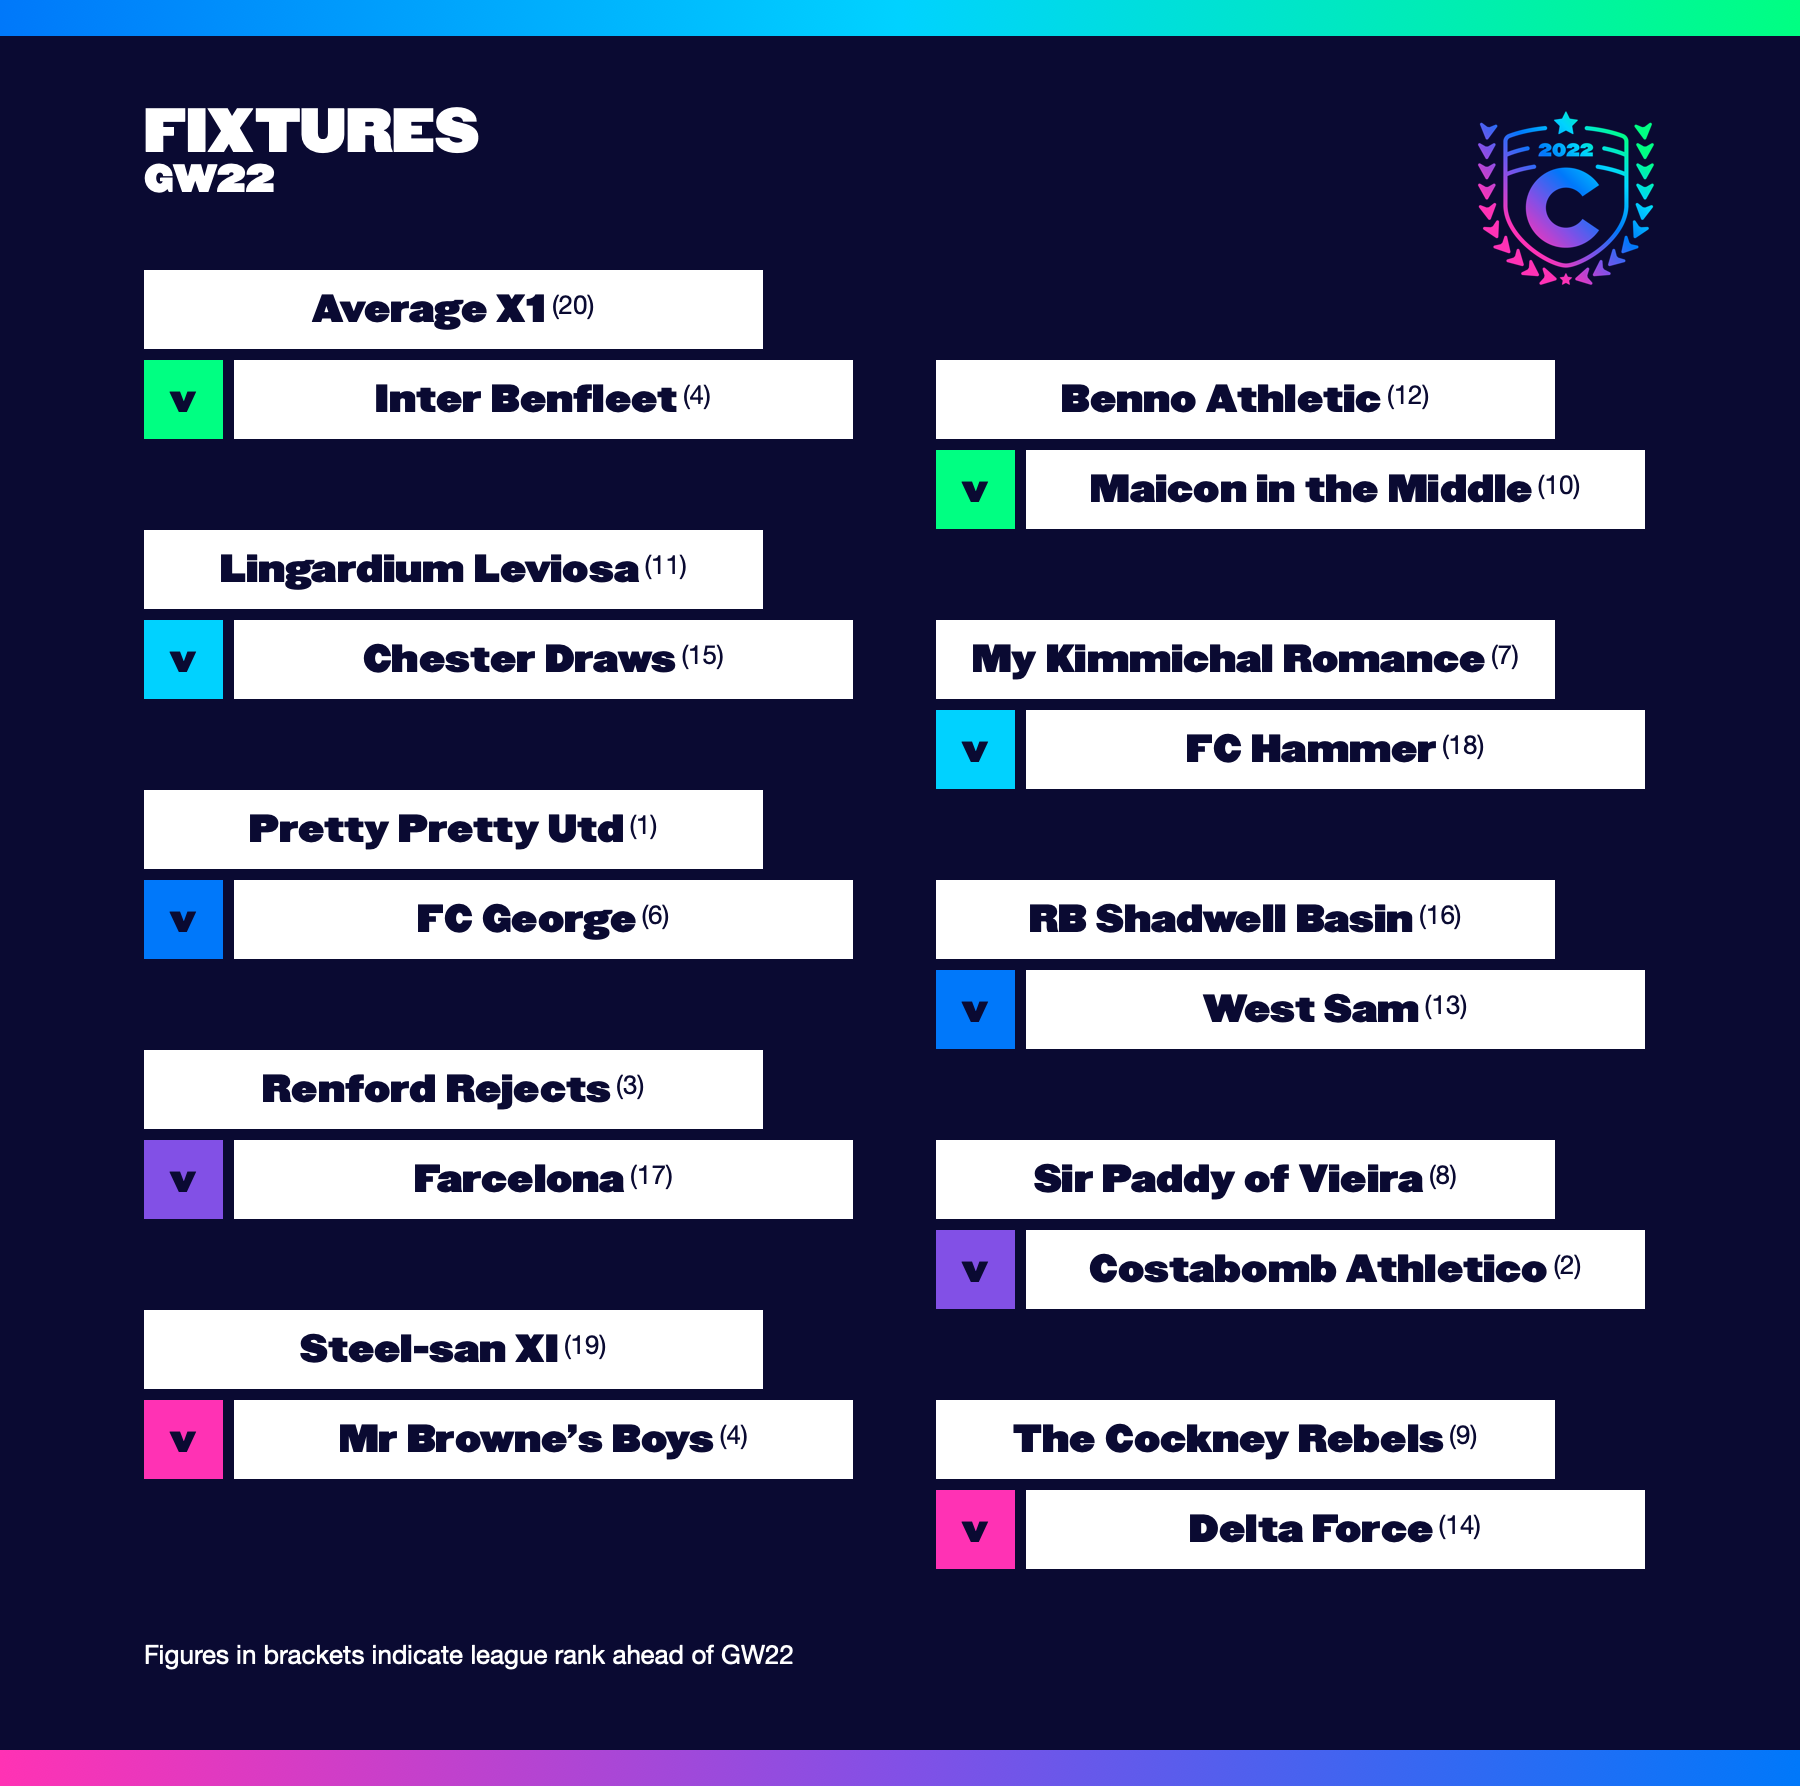 FIXTURES
GW22
2022
C
Average X1 (20)
v Inter Benfleet (4)
Lingardium Leviosa (11)
v Chester Draws (15)
Pretty Pretty Utd (1)
v FC George (6)
Renford Rejects (3)
v Farcelona (17)
Steel-san XI (19)
v Mr Browne’s Boys (4)
Benno Athletic (12)
v Maicon in the Middle (10)
My Kimmichal Romance (7)
v FC Hammer (18)
RB Shadwell Basin (16)
v West Sam (13)
Sir Paddy of Vieira (8)
v Costabomb Athletico (2)
The Cockney Rebels (9)
v Delta Force (14)
Figures in brackets indicate league rank ahead of GW22